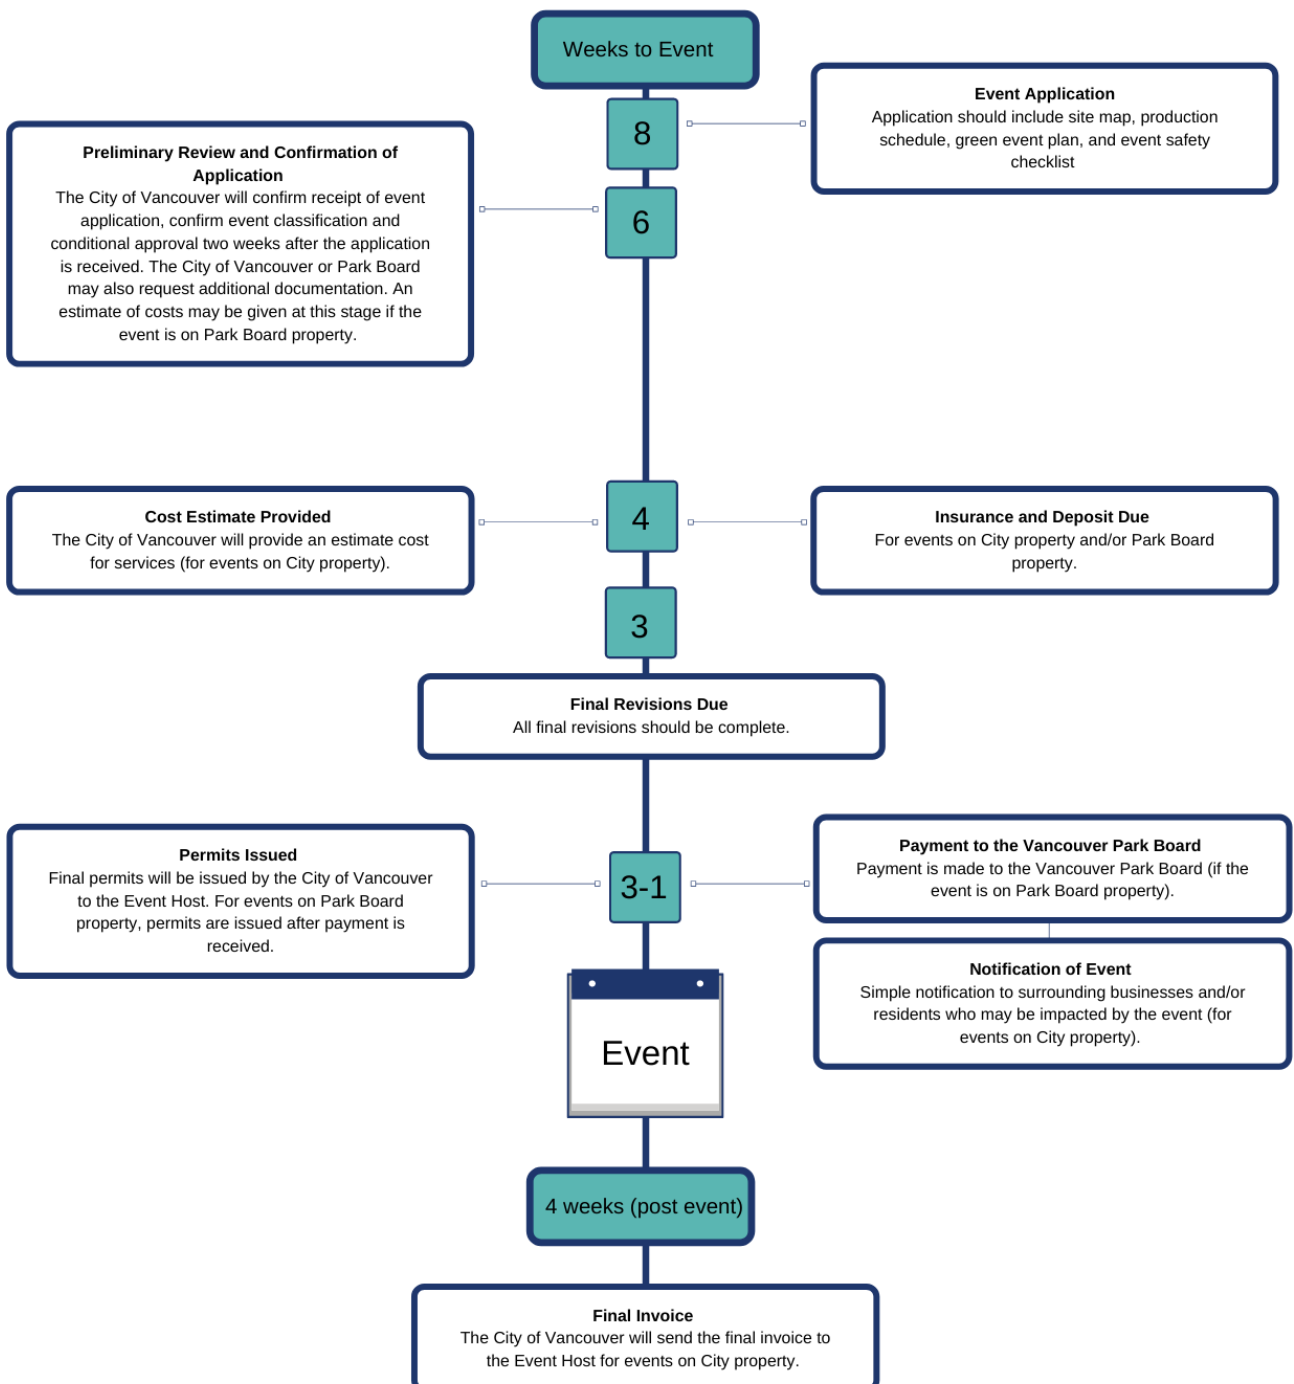 Weeks to Event
8
Event Application
Application should include site map, production
schedule, green event plan, and event safety
checklist
Preliminary Review and Confirmation of
Application
The City of Vancouver will confirm receipt of event
application, confirm event classification and
conditional approval two weeks after the application
is received. The City of Vancouver or Park Board
may also request additional documentation. An
estimate of costs may be given at this stage if the
event is on Park Board property.
6
Cost Estimate Provided
The City of Vancouver will provide an estimate cost
for services (for events on City property).
4
Insurance and Deposit Due
For events on City property and/or Park Board
property.
3
Final Revisions Due
All final revisions should be complete.
Permits Issued
Final permits will be issued by the City of Vancouver
to the Event Host. For events on Park Board
property, permits are issued after payment is
received.
3-1
Payment to the Vancouver Park Board
Payment is made to the Vancouver Park Board (if the
event is on Park Board property).
Notification of Event
Simple notification to surrounding businesses and/or
residents who may be impacted by the event (for
events on City property).
Event
4 weeks (post event)
Final Invoice
The City of Vancouver will send the final invoice to
the Event Host for events on City property.